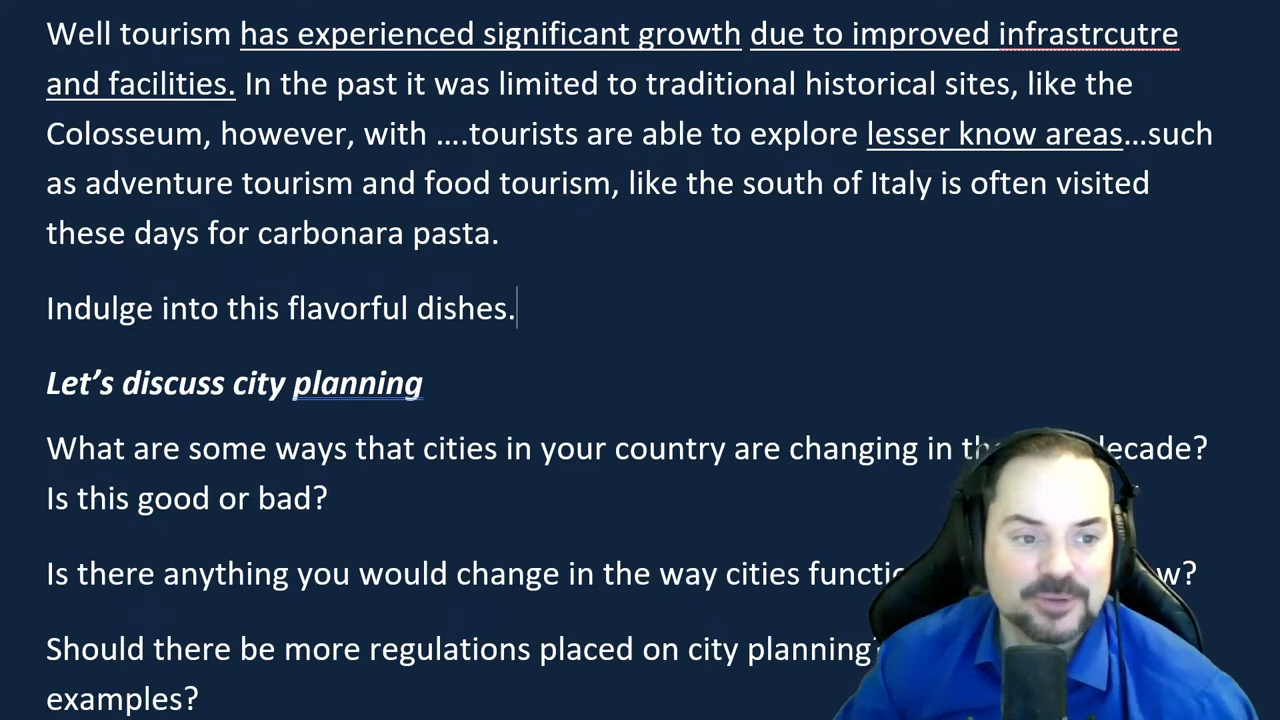 Well tourism has experienced significant growth due to improved infrastrcutre
and facilities. In the past it was limited to traditional historical sites, like the
Colosseum, however, with ....tourists are able to explore lesser know areas…such
as adventure tourism and food tourism, like the south of Italy is often visited
these days for carbonara pasta.
Indulge into this flavorful dishes.
Let’s discuss city planning
What are some ways that cities in your country are changing in decade?
Is this good or bad?
Is there anything you would change in the way cities
Should there be more regulations placed on city planning?
examples?